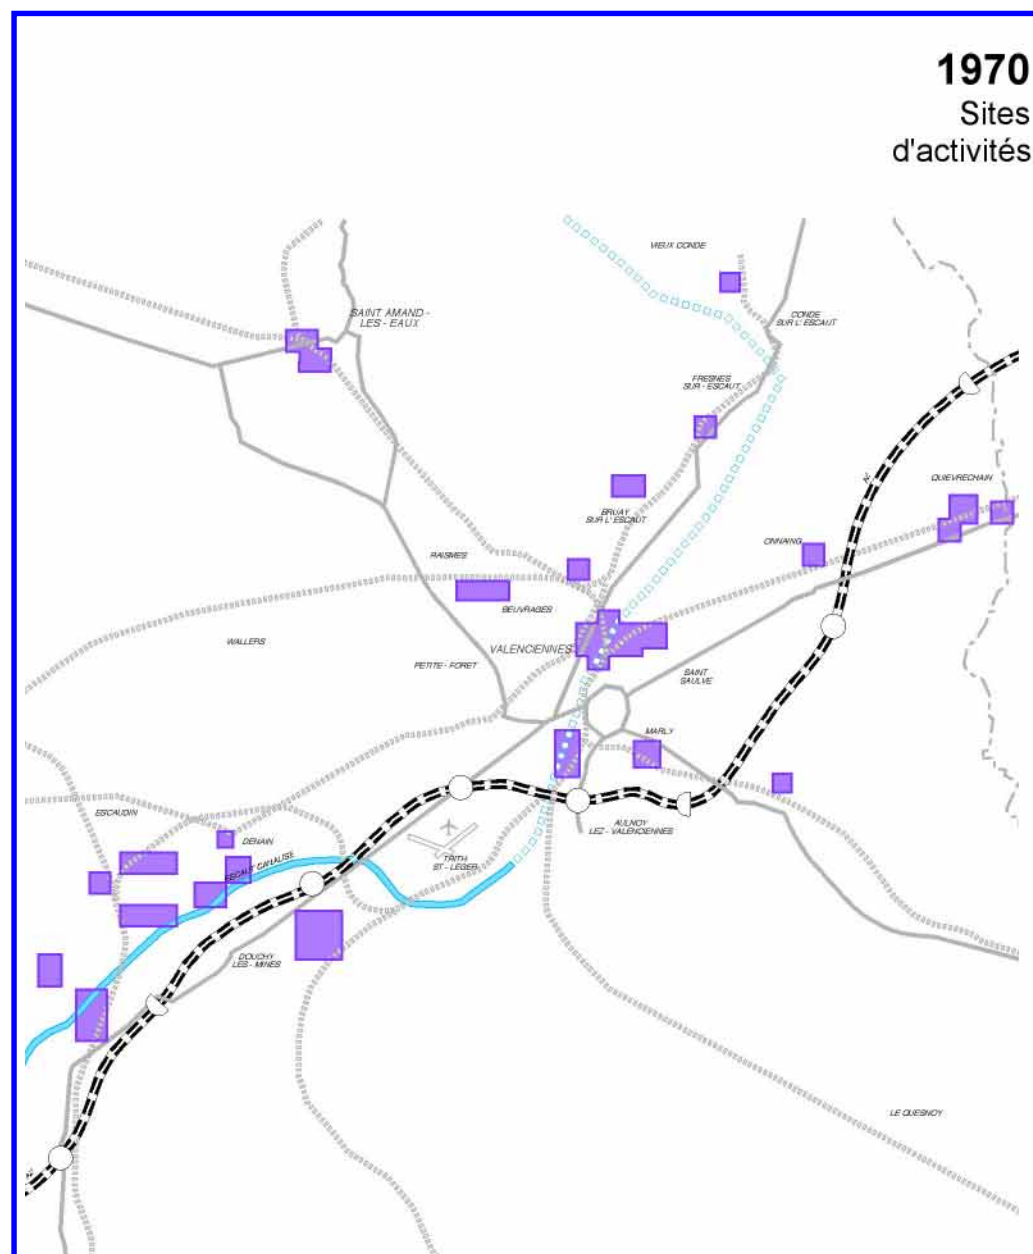 1970
Sites
d'activités
VIEUX CONDE
SAINT AMAND -
LES - EAUX
CONDE
SUR L' ESCAUT
FRESNES
SUR - ESCAUT
QUIEVRECHAIN
BRUAY
SUR L' ESCAUT
ONNAING
RAISMES
BEUVRAGES
WALLERS
VALENCIENNES
PETITE - FORET
SAINT
SAULVE
MARLY
ESCAUDIN
AULNOY
LEZ - VALENCIENNES
DENAIN
ESCAUT CANALISE
TRITH
ST - LEGER
DOUCHY
LES - MINES
LE QUESNOY